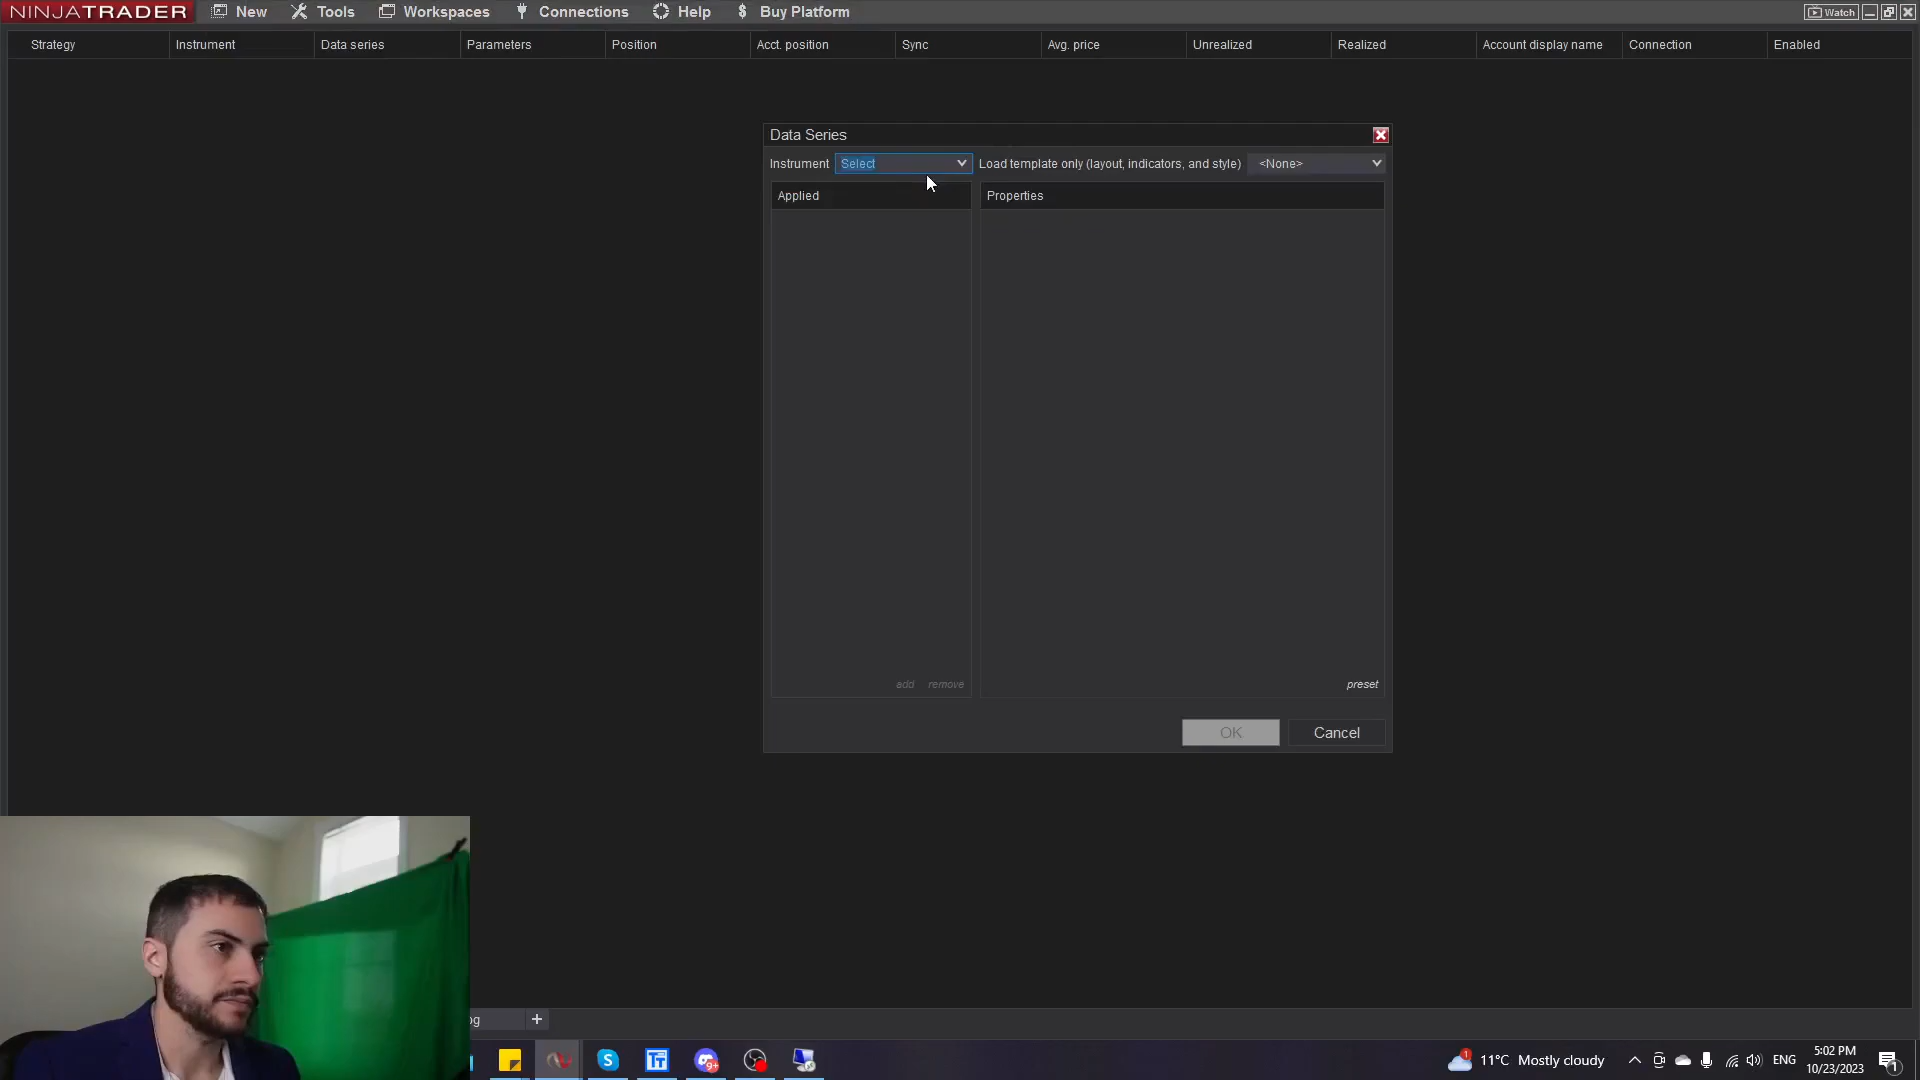 NINJATRADER New Tools Workspaces Connections Help Buy Platform Watch
Strategy Instrument Data series Parameters Position Acct. position Sync Avg. price Unrealized Realized Account display name Connection Enabled
Data Series
Instrument Select Load template only (layout, indicators, and style) <None>
Applied Properties
add remove preset
OK Cancel
og +
11°C Mostly cloudy ENG 5:02 PM
10/23/2023